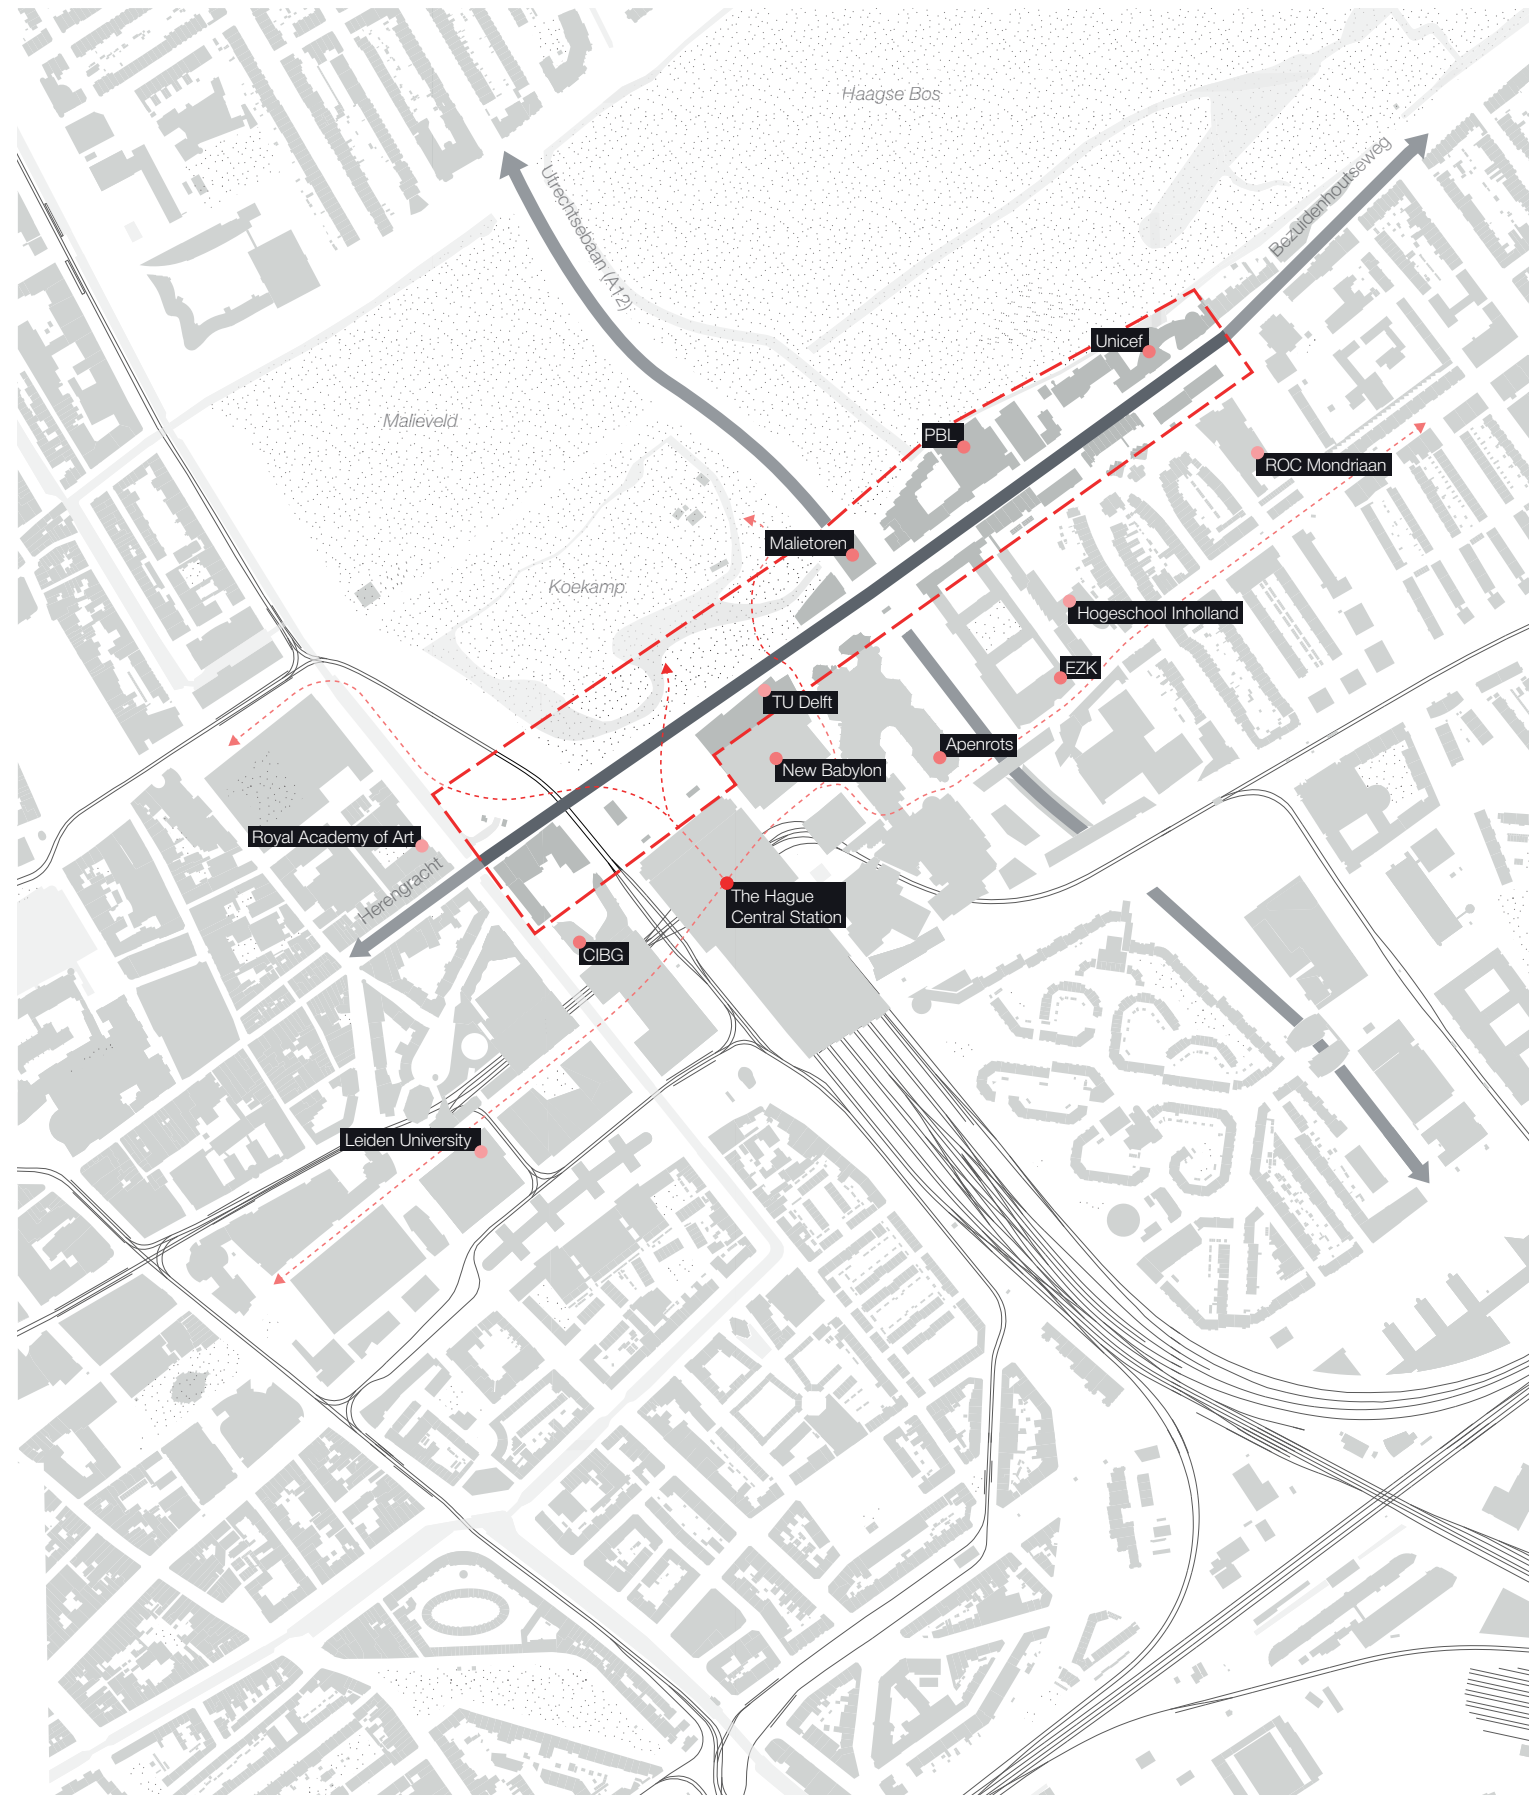 Haagse Bos
Utrechtsebaan (A12)
Bezuidenhoutseweg
Unicef
Malieveld
PBL
ROC Mondriaan
Malietoren
Koekamp
Hogeschool Inholland
EZK
TU Delft
Apenrots
New Babylon
Royal Academy of Art
Herengracht
The Hague
Central Station
CIBG
Leiden University